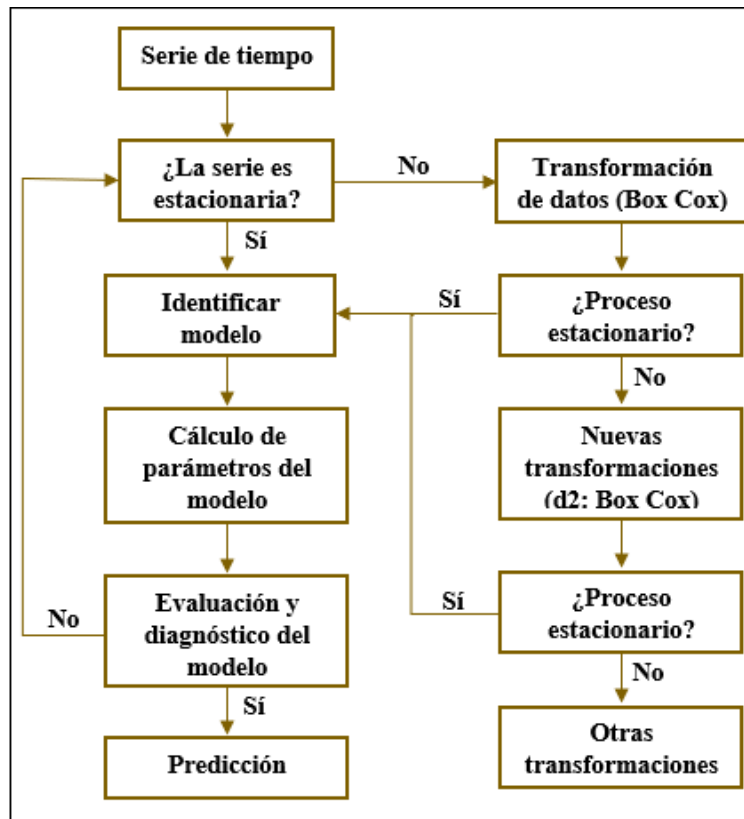 Serie de tiempo
¿La serie es
estacionaria?
No
Transformación
de datos (Box Cox)
Sí
Identificar
modelo
Sí
¿Proceso
estacionario?
No
Cálculo de
parámetros del
modelo
Nuevas
transformaciones
(d2: Box Cox)
No
Evaluación y
diagnóstico del
modelo
Sí
¿Proceso
estacionario?
Sí
No
Predicción
Otras
transformaciones